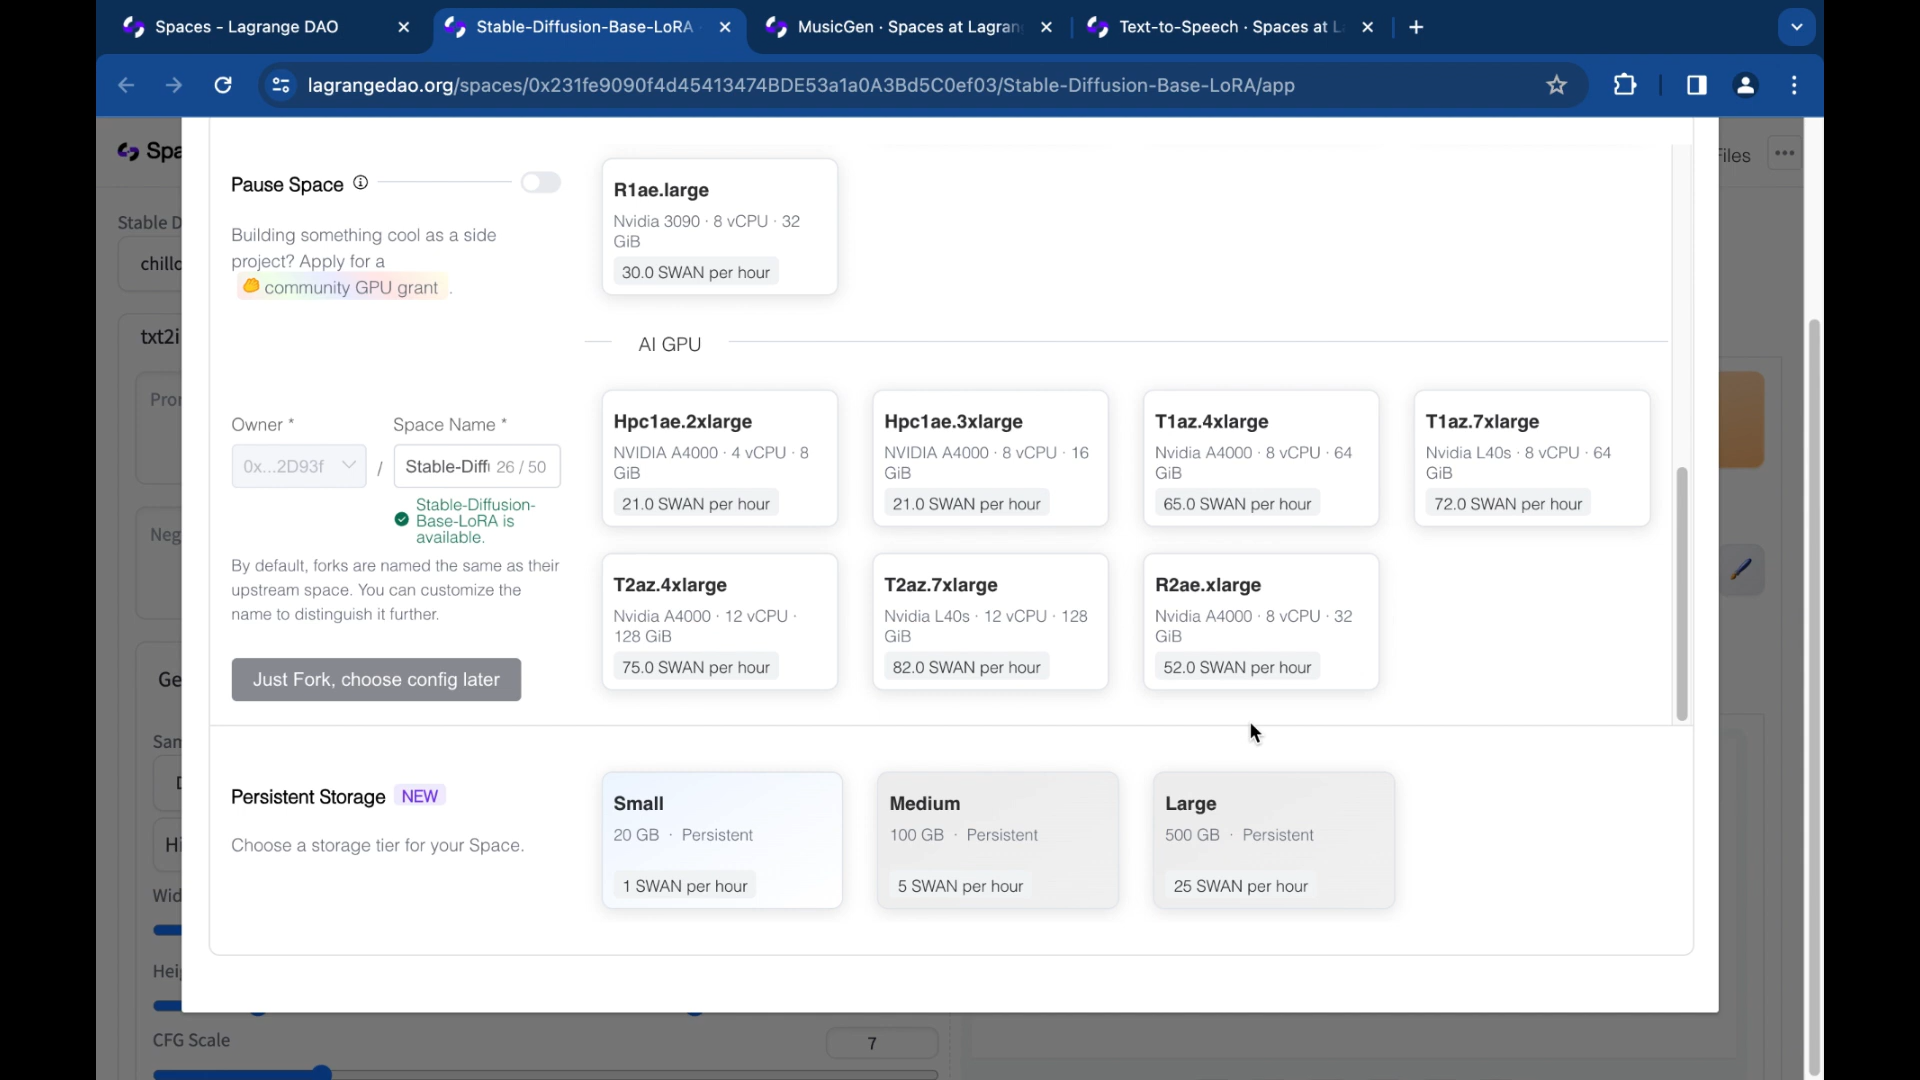 Spaces - Lagrange DAO
Stable-Diffusion-Base-LoRA
MusicGen · Spaces at Lagran
Text-to-Speech · Spaces at L
lagrangedao.org/spaces/0x231fe9090f4d45413474BDE53a1a0A3Bd5C0ef03/Stable-Diffusion-Base-LoRA/app
Spa
Files
Stable D
chillo
txt2i
Pror
Neg
Ge
San
D
Hi
Wid
Hei
CFG Scale
7
Pause Space
Building something cool as a side
project? Apply for a
community GPU grant .
Owner *
Space Name *
0x...2D93f
/
Stable-Diffi 26 / 50
Stable-Diffusion-
Base-LoRA is
available.
By default, forks are named the same as their
upstream space. You can customize the
name to distinguish it further.
Just Fork, choose config later
R1ae.large
Nvidia 3090 · 8 vCPU · 32
GiB
30.0 SWAN per hour
AI GPU
Hpc1ae.2xlarge
NVIDIA A4000 · 4 vCPU · 8
GiB
21.0 SWAN per hour
Hpc1ae.3xlarge
NVIDIA A4000 · 8 vCPU · 16
GiB
21.0 SWAN per hour
T1az.4xlarge
Nvidia A4000 · 8 vCPU · 64
GiB
65.0 SWAN per hour
T1az.7xlarge
Nvidia L40s · 8 vCPU · 64
GiB
72.0 SWAN per hour
T2az.4xlarge
Nvidia A4000 · 12 vCPU ·
128 GiB
75.0 SWAN per hour
T2az.7xlarge
Nvidia L40s · 12 vCPU · 128
GiB
82.0 SWAN per hour
R2ae.xlarge
Nvidia A4000 · 8 vCPU · 32
GiB
52.0 SWAN per hour
Persistent Storage NEW
Choose a storage tier for your Space.
Small
20 GB · Persistent
1 SWAN per hour
Medium
100 GB · Persistent
5 SWAN per hour
Large
500 GB · Persistent
25 SWAN per hour